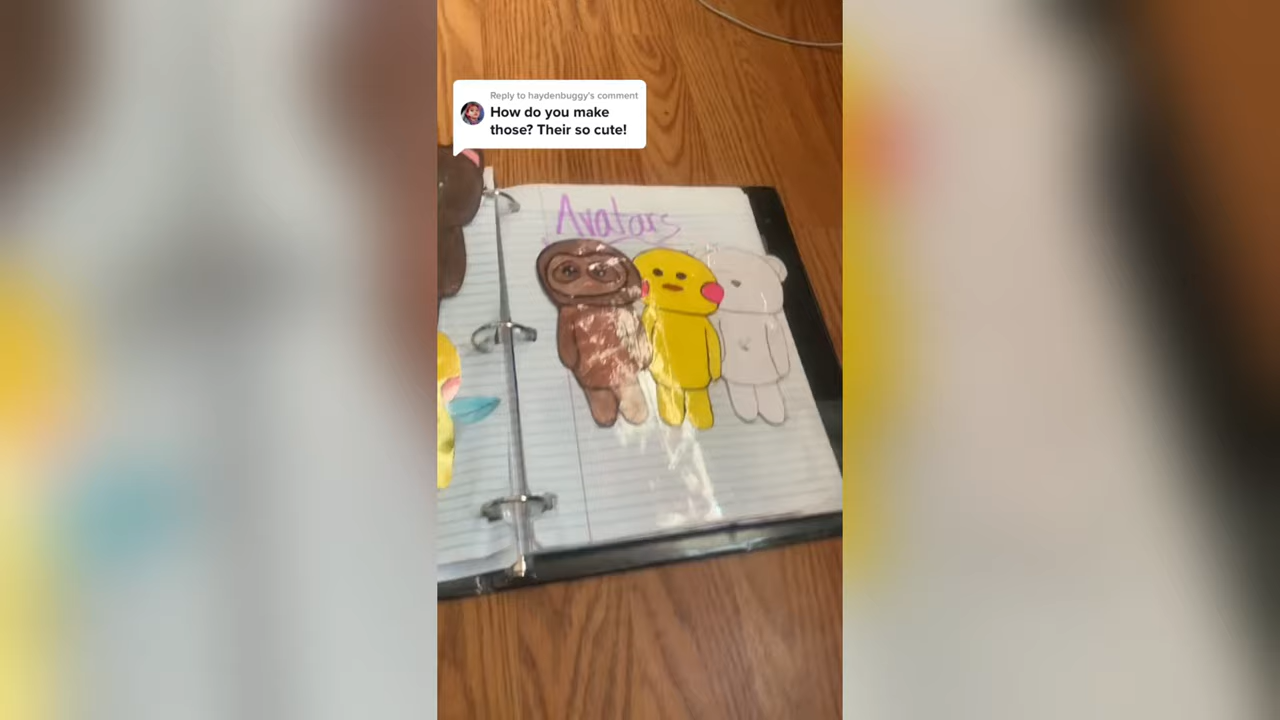 Reply to haydenbuggy's comment
How do you make
those? Their so cute!
Avatars